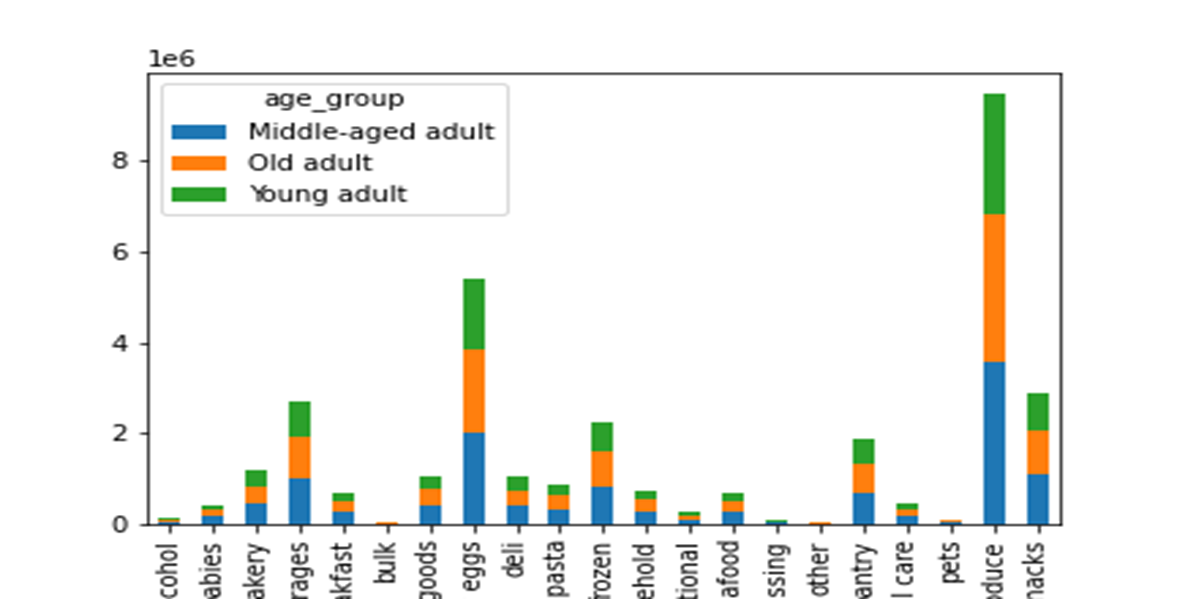 1e6
age_group
Middle-aged adult
Old adult
Young adult
8
6
4
2
0
cohol
abies
akery
rages
akfast
bulk
goods
eggs
deli
pasta
frozen
ehold
tional
afood
ssing
other
antry
l care
pets
oduce
nacks